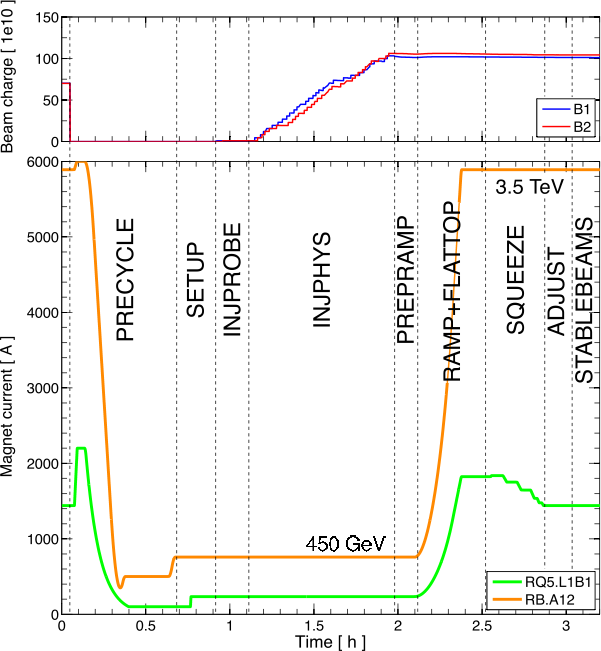 Beam charge [ 1e10]
150
100
50
0
B1
B2
Magnet current [ A ]
6000
5000
4000
3000
2000
1000
0
3.5 TeV
PRECYCLE
SETUP
INJPROBE
INJPHYS
PREPRAMP
RAMP+FLATTOP
SQUEEZE
ADJUST
STABLEBEAMS
450 GeV
RQ5.L1B1
RB.A12
0 0.5 1 1.5 2 2.5 3
Time [ h ]